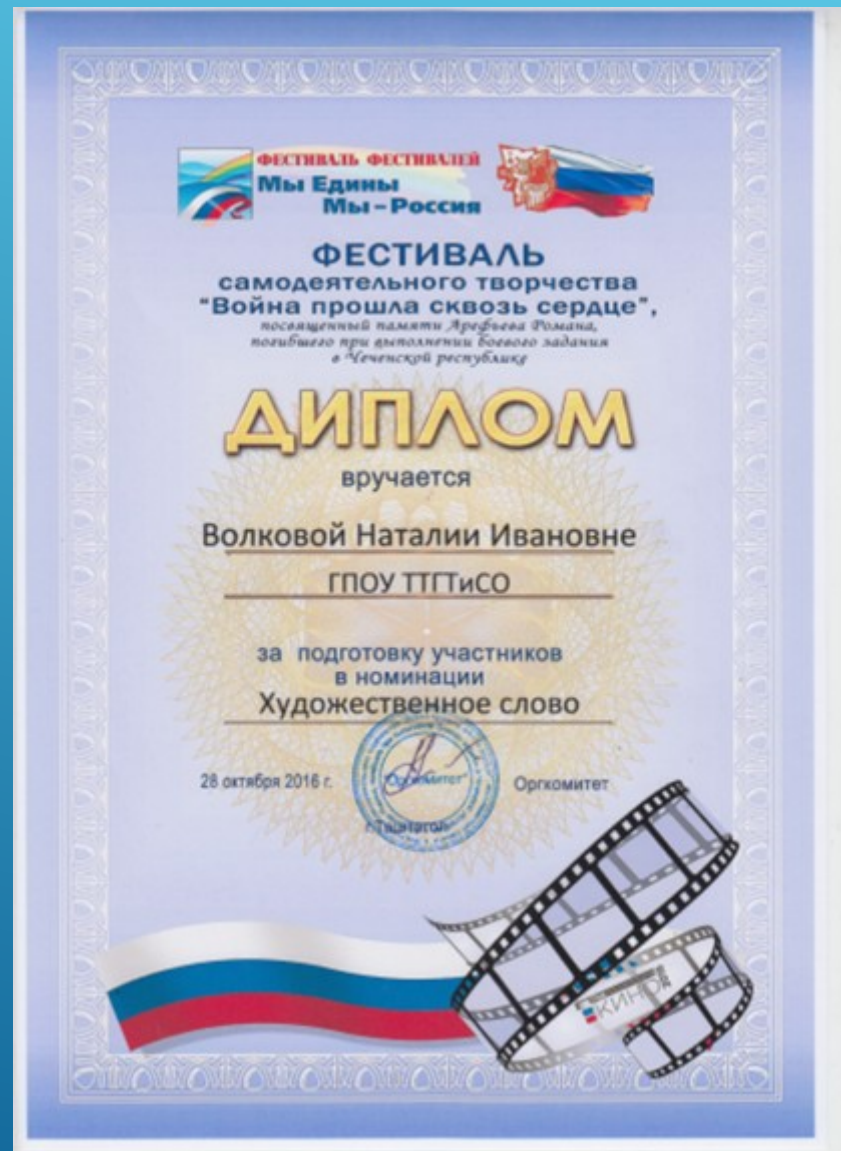 ФЕСТИВАЛЬ ФЕСТИВАЛЕЙ
Мы Едины
Мы - Россия
ФЕСТИВАЛЬ
самодеятельного творчества
"Война прошла сквозь сердце",
посвященный памяти Арефьева Романа,
погибшего при выполнении боевого задания
в Чеченской республике
ДИПЛОМ
вручается
Волковой Наталии Ивановне
ГПОУ ТТГТиСО
за подготовку участников
в номинации
Художественное слово
28 октября 2016 г.
"Оргкомитет"
Оргкомитет
г.Таштагол
КИНО